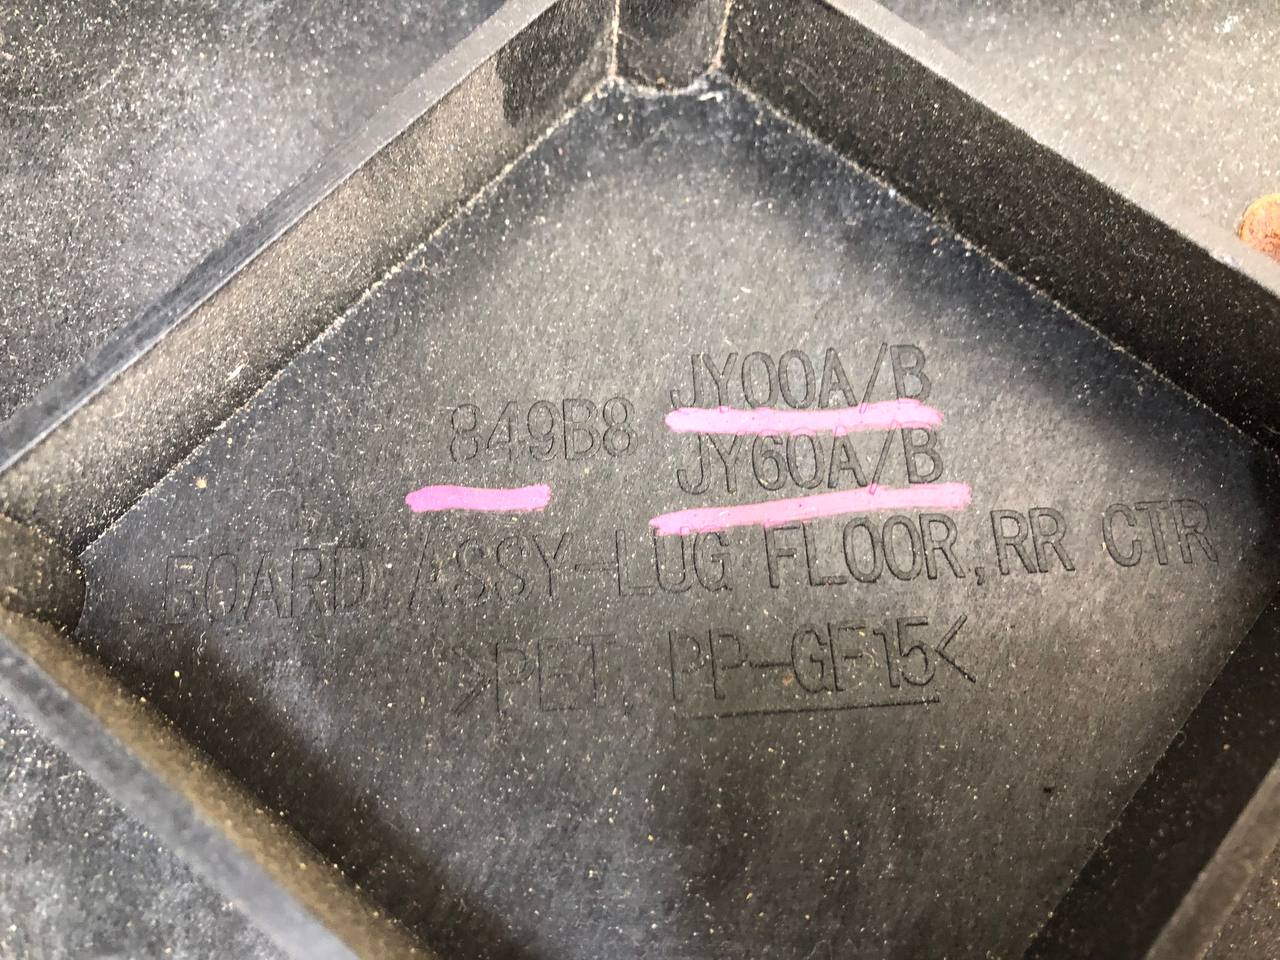 JY00A/B
849B8
JY60A/B
BOARD ASSY-LUG FLOOR,RR CTR
>PET, PP-GF15<